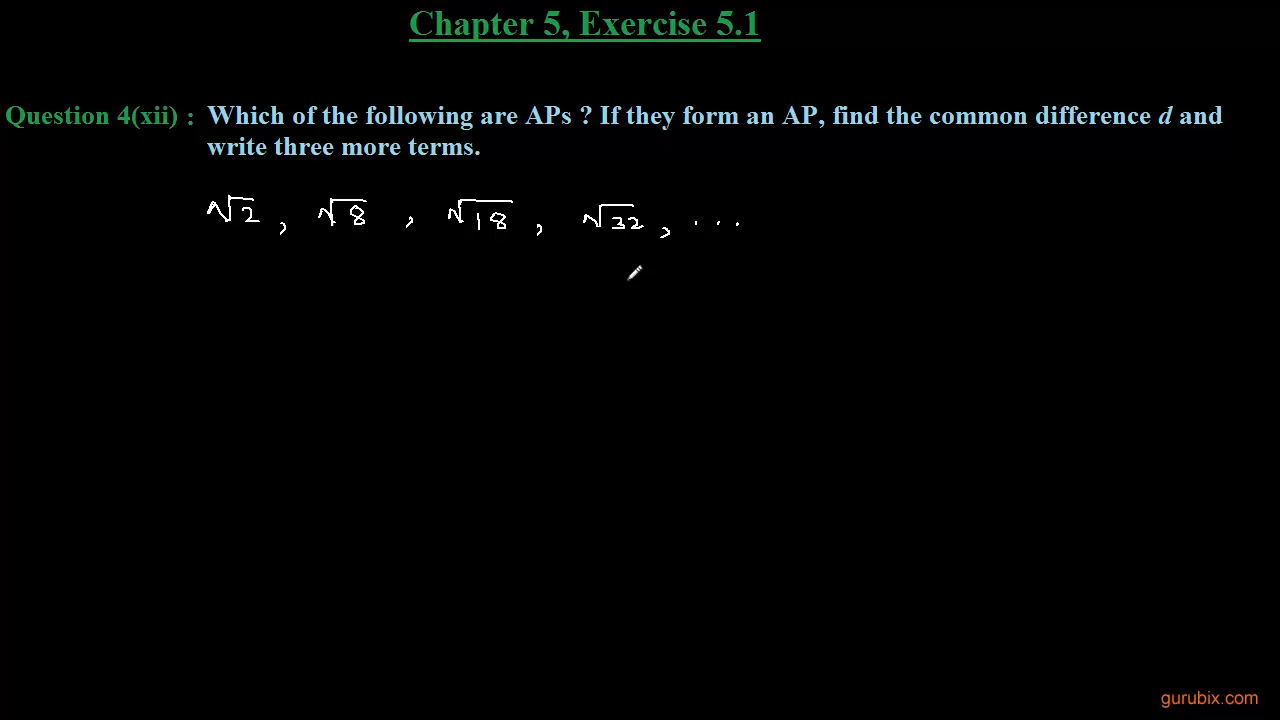 Chapter 5, Exercise 5.1
Question 4(xii) : Which of the following are APs ? If they form an AP, find the common difference d and
write three more terms.
√2 , √8 , √18 , √32 , ...
gurubix.com